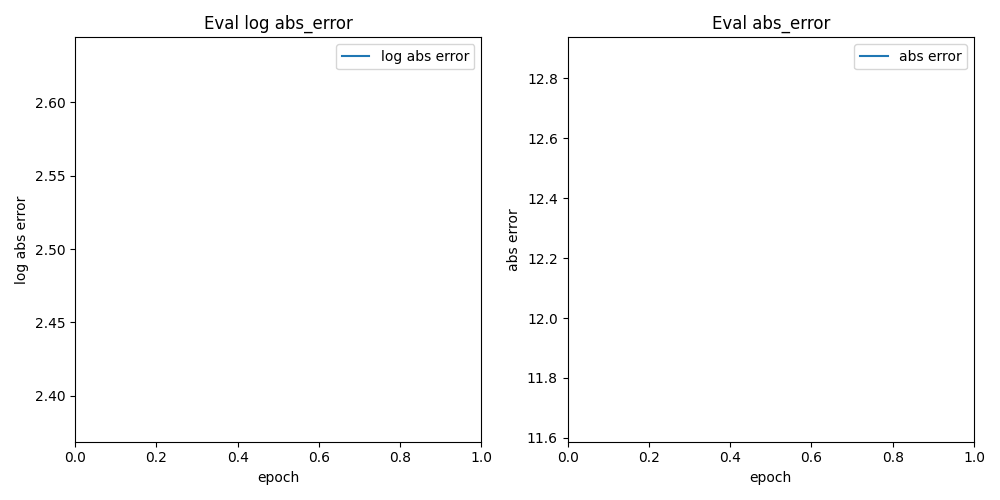 Eval log abs_error
log abs error
2.60
2.55
2.50
2.45
2.40
log abs error
0.0 0.2 0.4 0.6 0.8 1.0
epoch
Eval abs_error
abs error
12.8
12.6
12.4
12.2
12.0
11.8
11.6
abs error
0.0 0.2 0.4 0.6 0.8 1.0
epoch